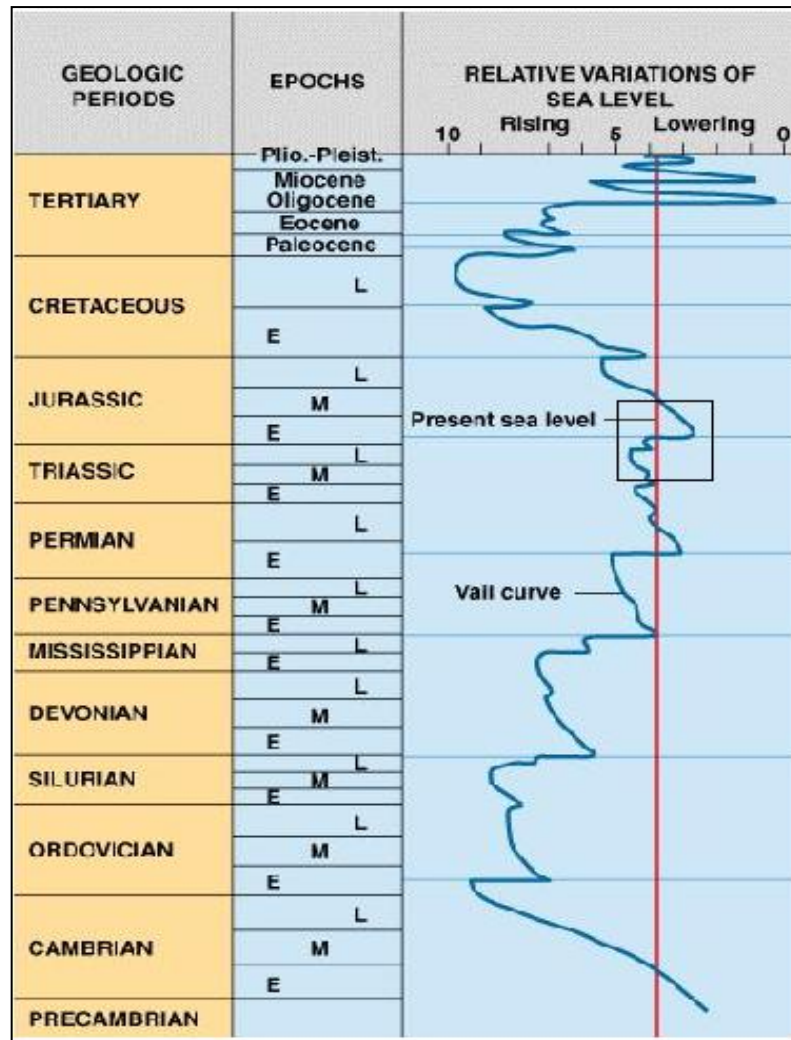 GEOLOGIC
PERIODS
EPOCHS
RELATIVE VARIATIONS OF
SEA LEVEL
Rising
Lowering
10
5
0
Plio.-Pleist.
TERTIARY
Miocene
Oligocene
Eocene
Paleocene
CRETACEOUS
L
E
JURASSIC
L
M
E
Present sea level
TRIASSIC
L
M
E
PERMIAN
L
E
PENNSYLVANIAN
L
M
E
Vail curve
MISSISSIPPIAN
L
E
DEVONIAN
L
M
E
SILURIAN
L
M
E
ORDOVICIAN
L
M
E
CAMBRIAN
L
M
E
PRECAMBRIAN